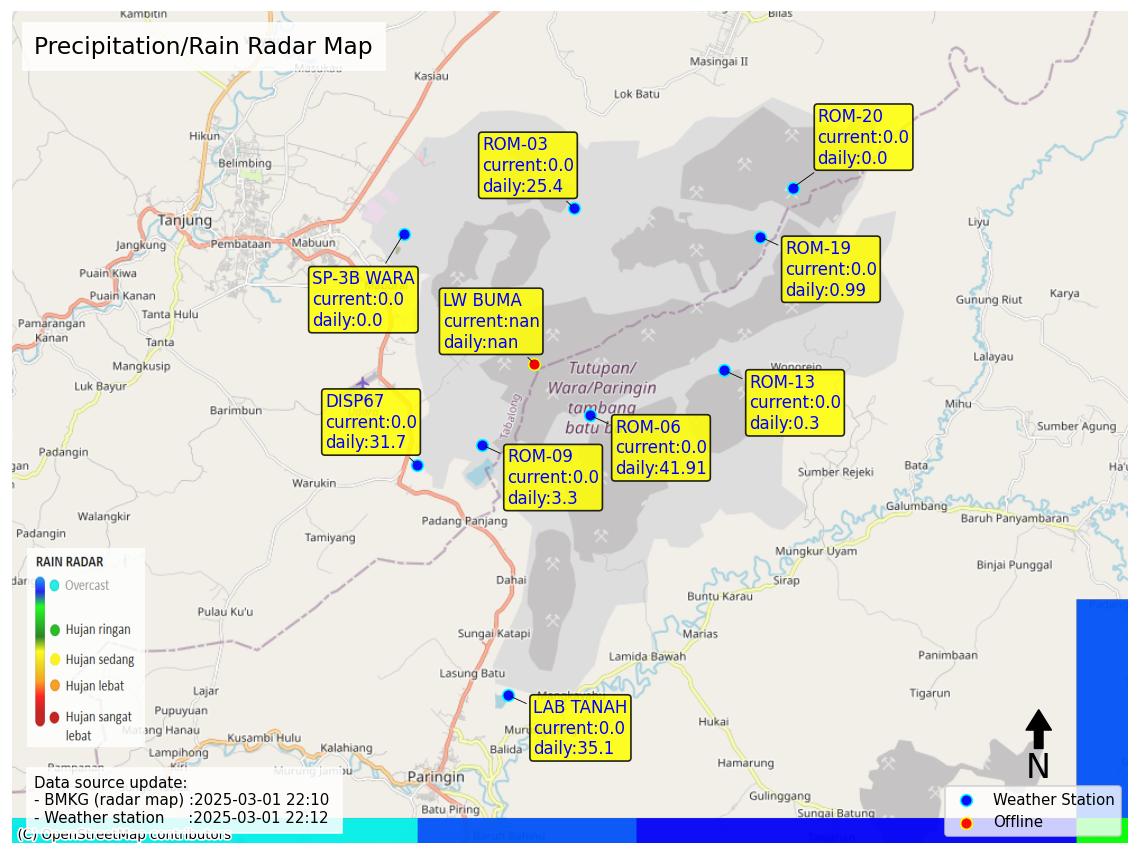 Kambitin
Bilas
Precipitation/Rain Radar Map
Masukau
Kasiau
Masingai II
Lok Batu
ROM-20
current:0.0
daily:0.0
Hikun
ROM-03
current:0.0
daily:25.4
Belimbing
Tanjung
Liyu
Jangkung
Pembataan
Mabuun
ROM-19
current:0.0
daily:0.99
Puain Kiwa
SP-3B WARA
current:0.0
daily:0.0
Puain Kanan
LW BUMA
current:nan
daily:nan
Gunung Riut
Karya
Tanta Hulu
Pamarangan
Kanan
Tanta
Lalayau
Mangkusip
Tutupan/
Wara/Paringin
tambang
batu b
Wonorejo
ROM-13
current:0.0
daily:0.3
Luk Bayur
Barimbun
DISP67
current:0.0
daily:31.7
Tabalong
Mihu
ROM-06
current:0.0
daily:41.91
Sumber Agung
Padangin
ROM-09
current:0.0
daily:3.3
gan
Warukin
Sumber Rejeki
Bata
Ha'u
Galumbang
Walangkir
Padang Panjang
Baruh Panyambaran
Padangin
Tamiyang
Mungkur Uyam
Binjai Punggal
RAIN RADAR
Overcast
Hujan ringan
Hujan sedang
Hujan lebat
Hujan sangat
lebat
Dahai
Sirap
Buntu Karau
Pulau Ku'u
Sungai Katapi
Marias
Lamida Bawah
Panimbaan
Lasung Batu
Lajar
Tigarun
Pupuyuan
LAB TANAH
current:0.0
daily:35.1
Hukai
Matang Hanau
Kusambi Hulu
Kalahiang
Balida
Lampihong
Hamarung
N
Murung Jambu
Paringin
Data source update:
- BMKG (radar map) :2025-03-01 22:10
- Weather station :2025-03-01 22:12
Gulinggang
Batu Piring
Sungai Batung
Weather Station
Offline
(C) OpenStreetMap contributors